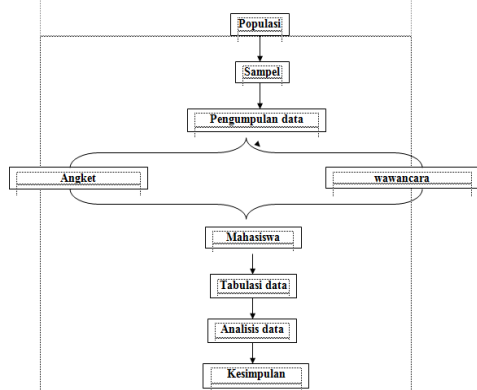 Populasi
Sampel
Pengumpulan data
Angket
wawancara
Mahasiswa
Tabulasi data
Analisis data
Kesimpulan